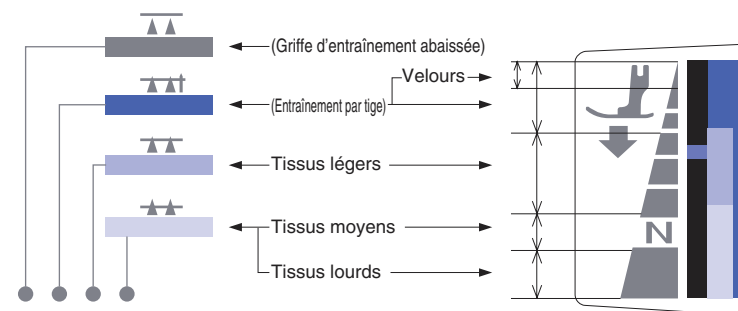 (Griffe d'entraînement abaissée)
Velours
(Entraînement par tige)
Tissus légers
Tissus moyens
N
Tissus lourds